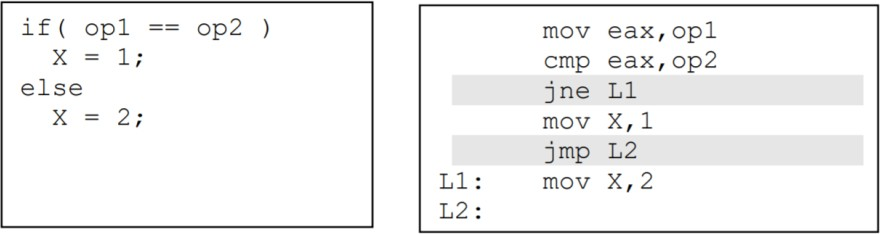 if( op1 == op2 )
  X = 1;
else
  X = 2;
mov eax,op1
cmp eax,op2
jne L1
mov X,1
jmp L2
L1: mov X,2
L2: